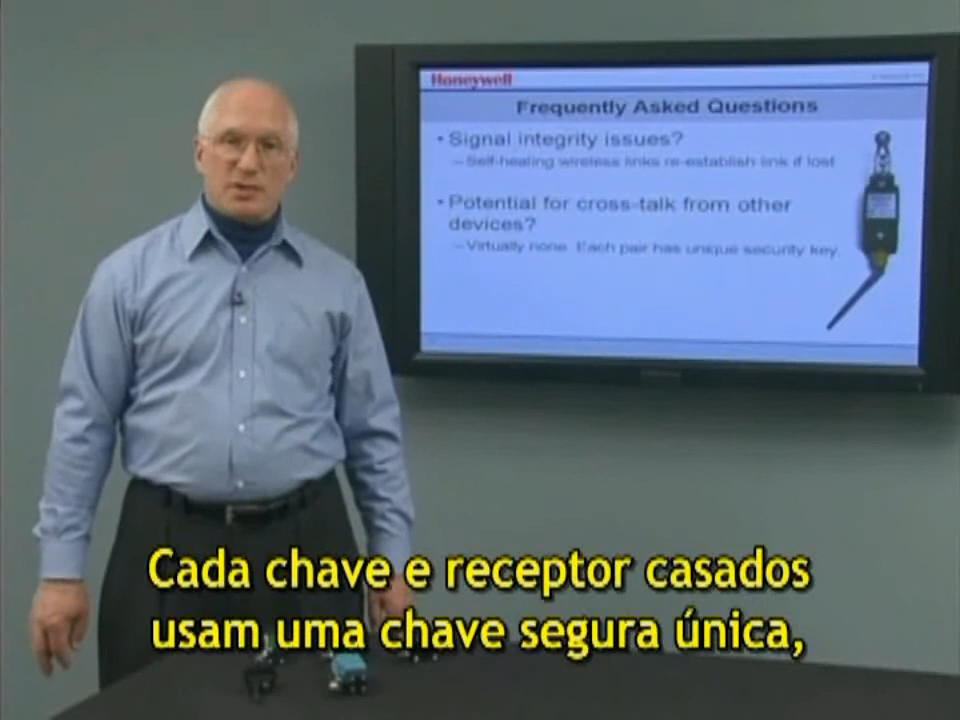 Honeywell
Frequently Asked Questions
• Signal integrity issues?
– Self-healing wireless links re-establish link if lost
• Potential for cross-talk from other
devices?
– Virtually none. Each pair has unique security key.
Cada chave e receptor casados
usam uma chave segura única,